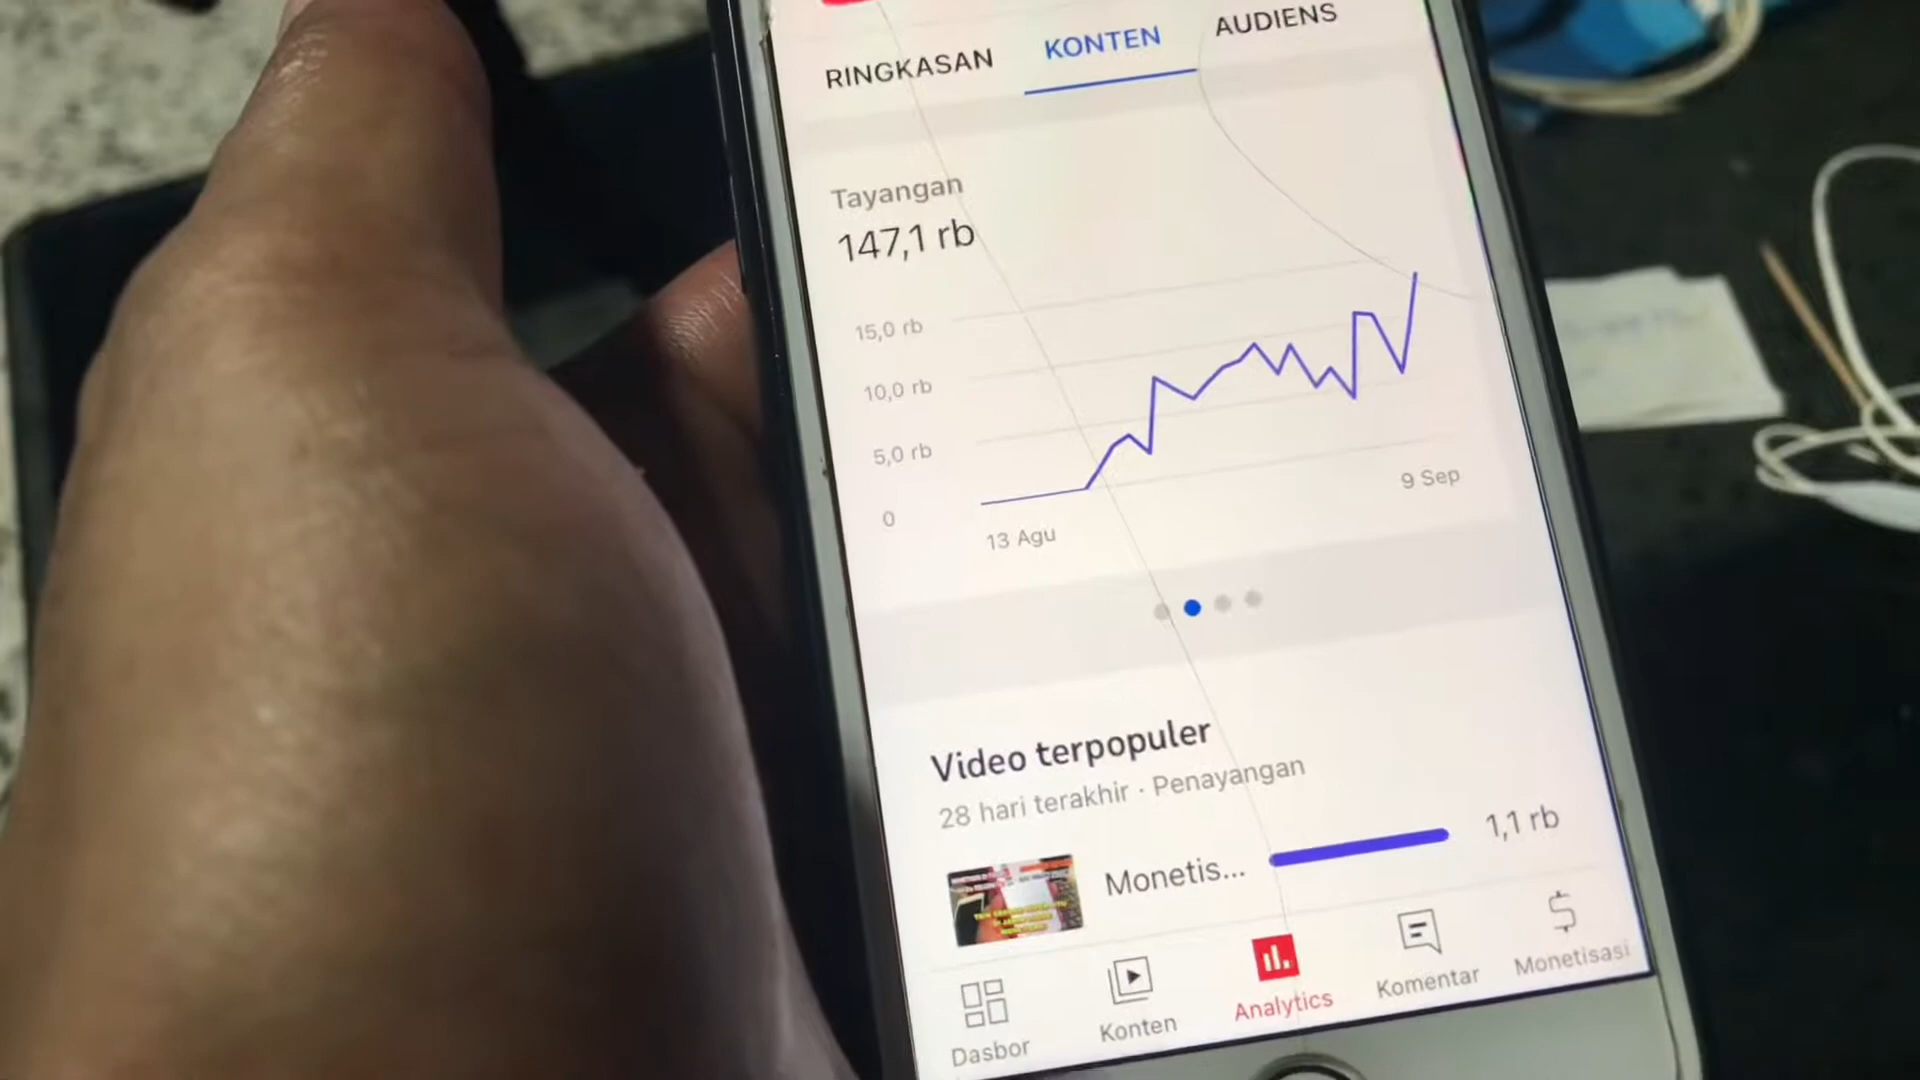 RINGKASAN KONTEN AUDIENS
Tayangan
147,1 rb
15,0 rb
10,0 rb
5,0 rb
0
13 Agu 9 Sep
Video terpopuler
28 hari terakhir · Penayangan
Monetis... 1,1 rb
Dasbor Konten Analytics Komentar Monetisasi